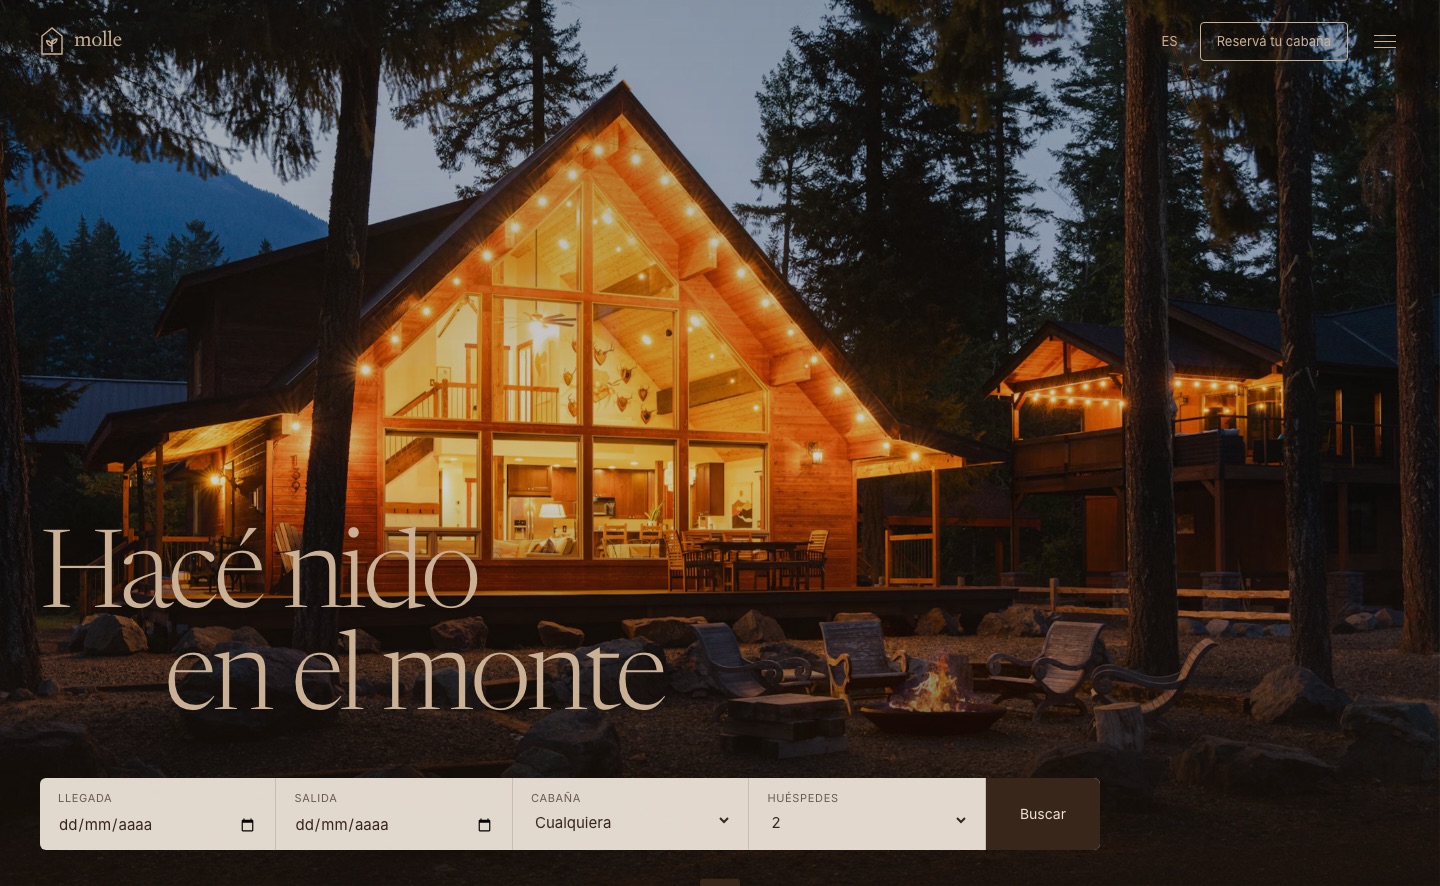 molle
ES
Reservá tu cabaña
Hacé nido
en el monte
LLEGADA
SALIDA
CABAÑA
HUÉSPEDES
dd/mm/aaaa
dd/mm/aaaa
Cualquiera
2
Buscar